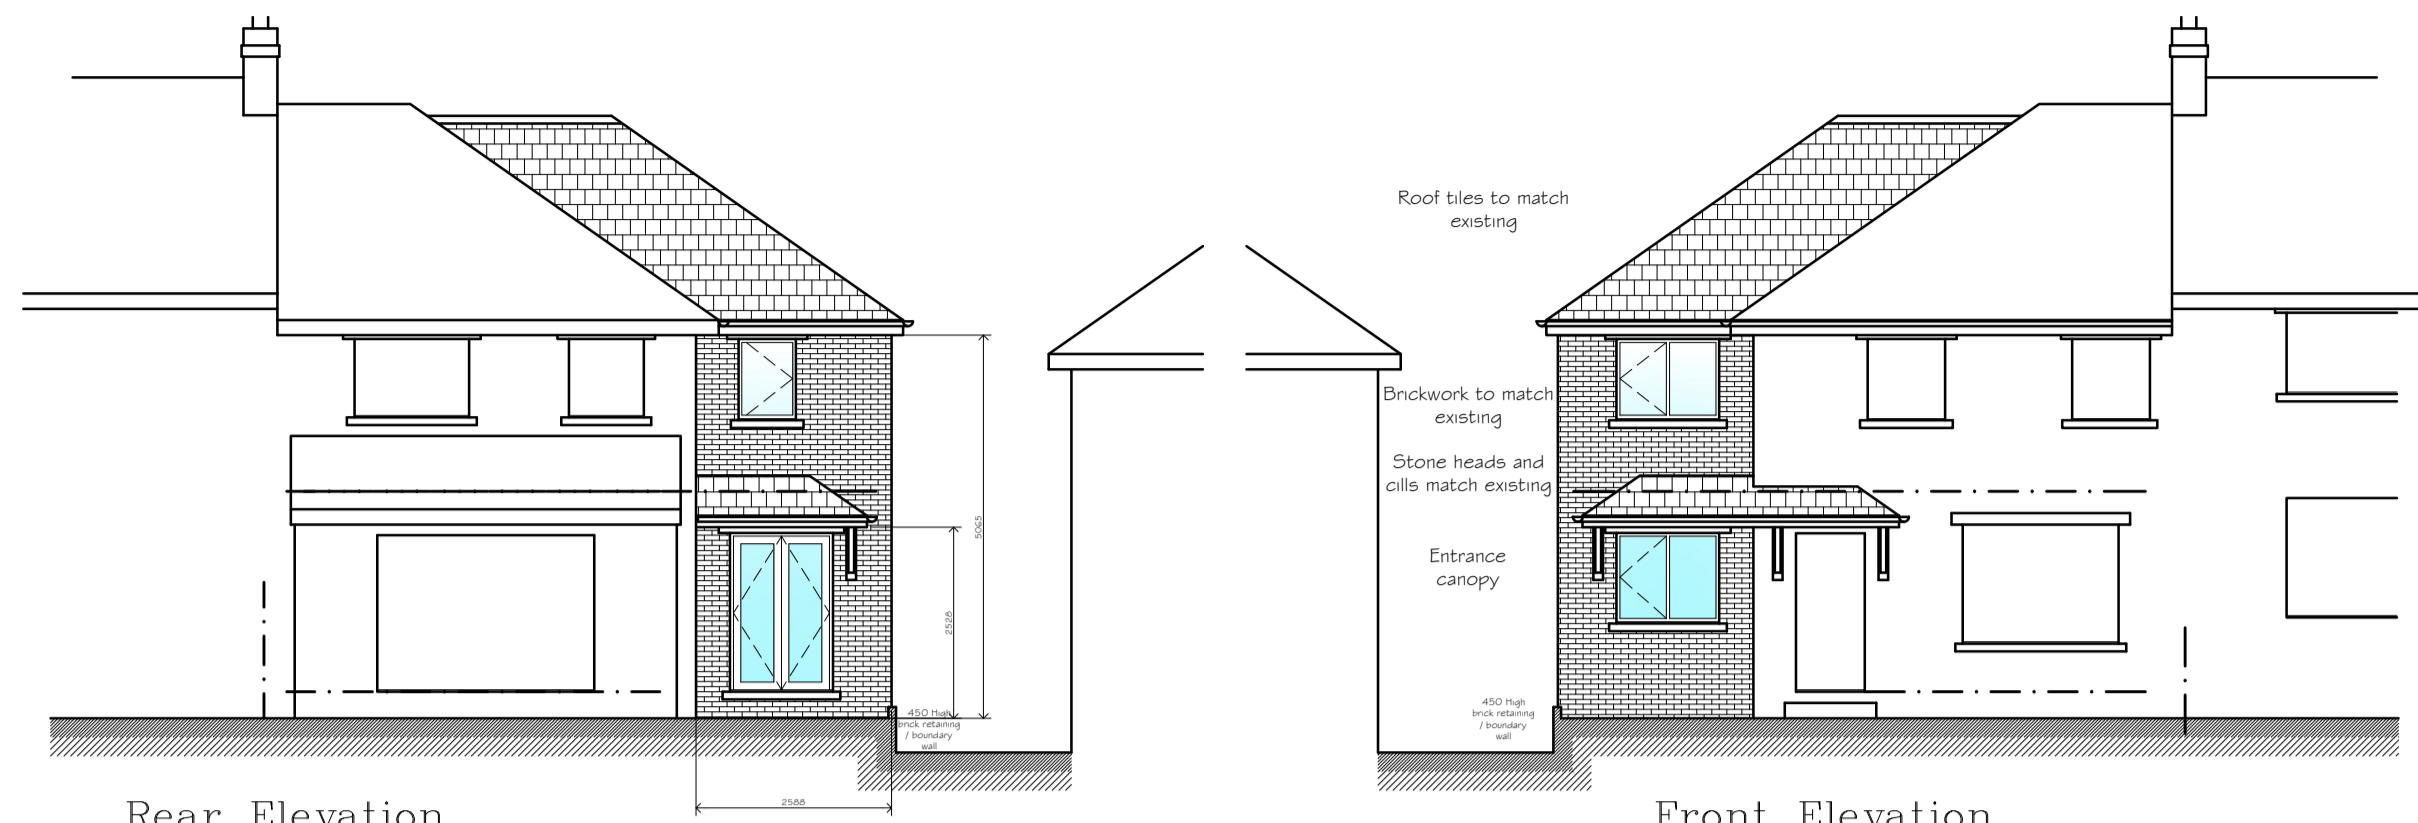 Roof tiles to match
existing
Brickwork to match
existing
Stone heads and
cills match existing
Entrance
canopy
5065
2528
450 High
brick retaining
/ boundary
wall
2588
450 High
brick retaining
/ boundary
wall
Rear Elevation
Front Elevation